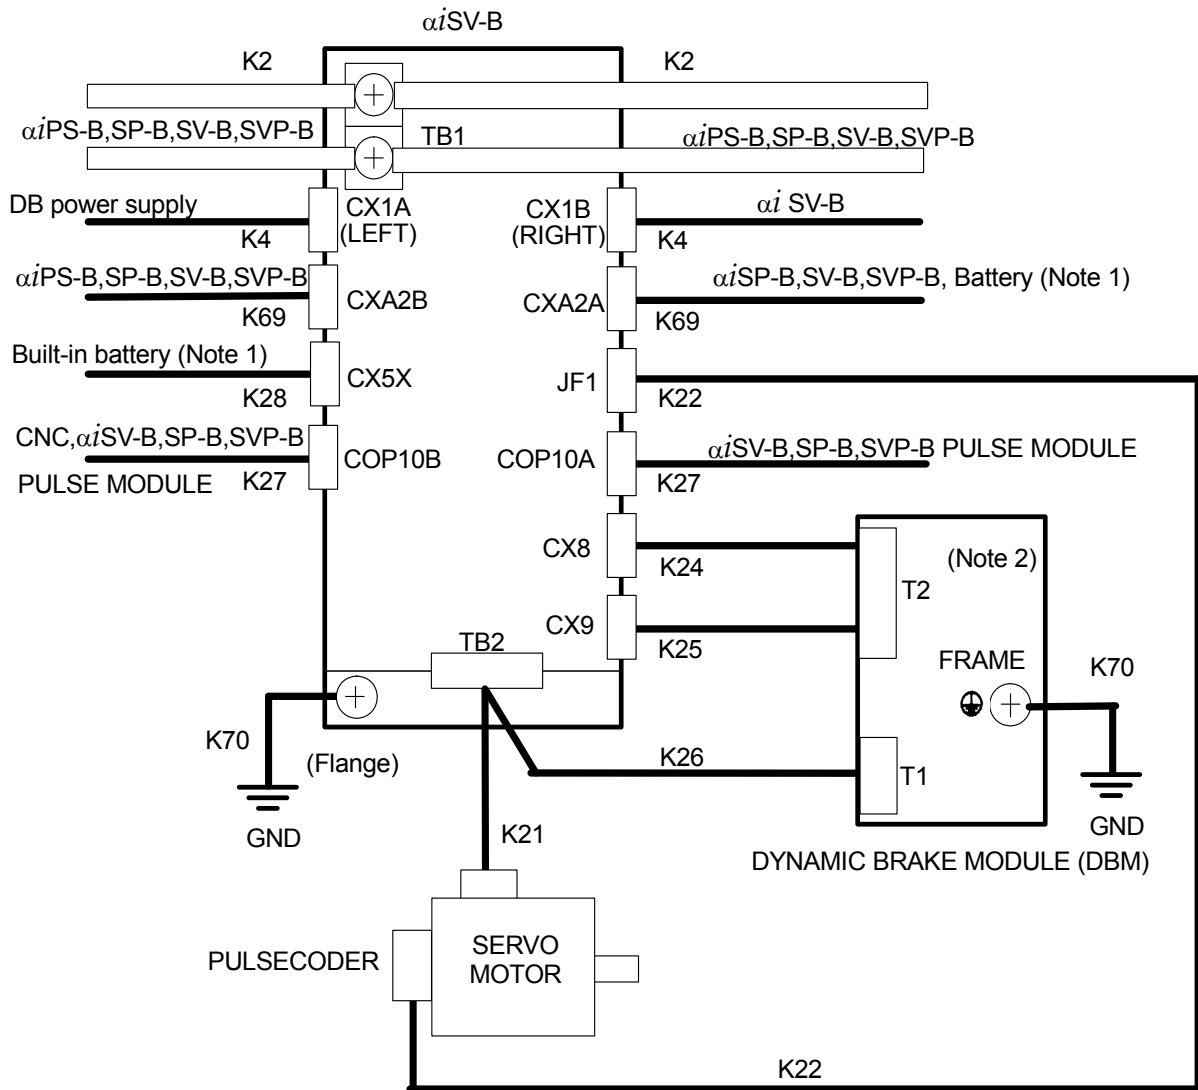 αiSV-B
K2
K2
αiPS-B,SP-B,SV-B,SVP-B
TB1
αiPS-B,SP-B,SV-B,SVP-B
DB power supply
K4
CX1A
(LEFT)
CX1B
(RIGHT)
αi SV-B
K4
αiPS-B,SP-B,SV-B,SVP-B
K69
CXA2B
CXA2A
αiSP-B,SV-B,SVP-B, Battery (Note 1)
K69
Built-in battery (Note 1)
K28
CX5X
JF1
K22
CNC,αiSV-B,SP-B,SVP-B
PULSE MODULE
K27
COP10B
COP10A
αiSV-B,SP-B,SVP-B PULSE MODULE
K27
CX8
K24
(Note 2)
T2
CX9
K25
TB2
FRAME
K70
K70
(Flange)
K26
T1
GND
GND
K21
DYNAMIC BRAKE MODULE (DBM)
PULSECODER
SERVO
MOTOR
K22